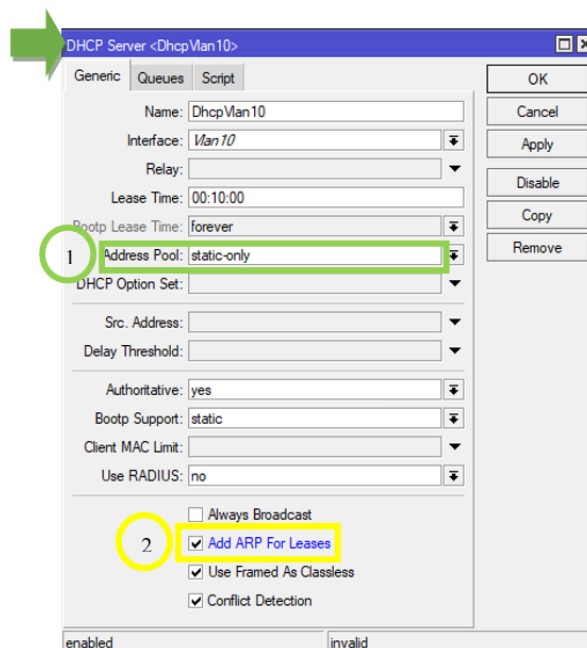 DHCP Server <DhcpVlan10>
Generic Queues Script
Name: DhcpVlan10
Interface: Vlan10
Relay:
Lease Time: 00:10:00
Bootp Lease Time: forever
1 Address Pool: static-only
DHCP Option Set:
Src. Address:
Delay Threshold:
Authoritative: yes
Bootp Support: static
Client MAC Limit:
Use RADIUS: no
Always Broadcast
2 Add ARP For Leases
Use Framed As Classless
Conflict Detection
OK
Cancel
Apply
Disable
Copy
Remove
enabled invalid